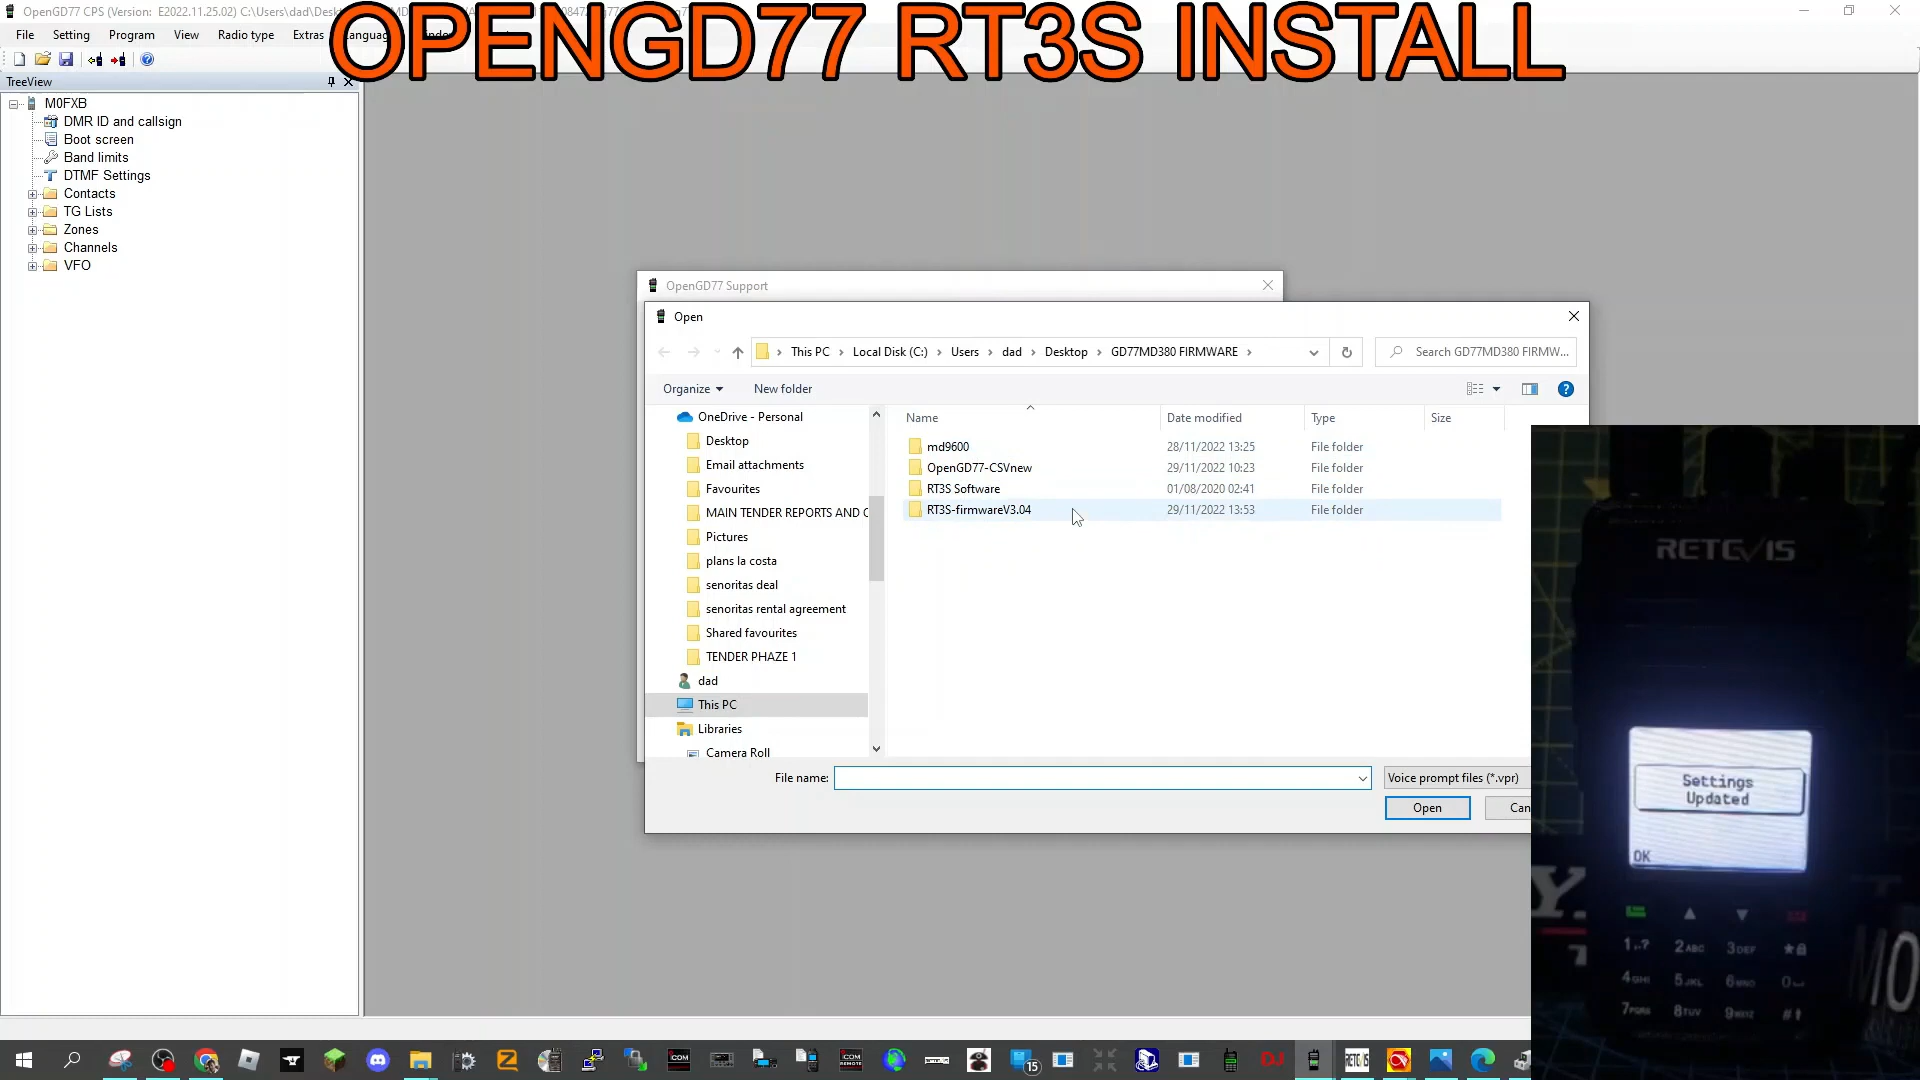 OpenGD77 CPS (Version: E2022.11.25.02) C:\Users\dad\Desk
OPENGD77 RT3S INSTALL
File Setting Program View Radio type Extras
TreeView
M0FXB
DMR ID and callsign
Boot screen
Band limits
DTMF Settings
Contacts
TG Lists
Zones
Channels
VFO
OpenGD77 Support
Open
This PC › Local Disk (C:) › Users › dad › Desktop › GD77MD380 FIRMWARE ›
Search GD77MD380 FIRMW...
Organize New folder
OneDrive - Personal
Desktop
Email attachments
Favourites
MAIN TENDER REPORTS AND C
Pictures
plans la costa
senoritas deal
senoritas rental agreement
Shared favourites
TENDER PHAZE 1
dad
This PC
Libraries
Camera Roll
Name Date modified Type Size
md9600 28/11/2022 13:25 File folder
OpenGD77-CSVnew 29/11/2022 10:23 File folder
RT3S Software 01/08/2020 02:41 File folder
RT3S-firmwareV3.04 29/11/2022 13:53 File folder
File name: Voice prompt files (*.vpr)
Open Can
RETEVIS
Settings
Updated
OK
ICOM
ICOM REMOTE
15
DJ
RETEVIS